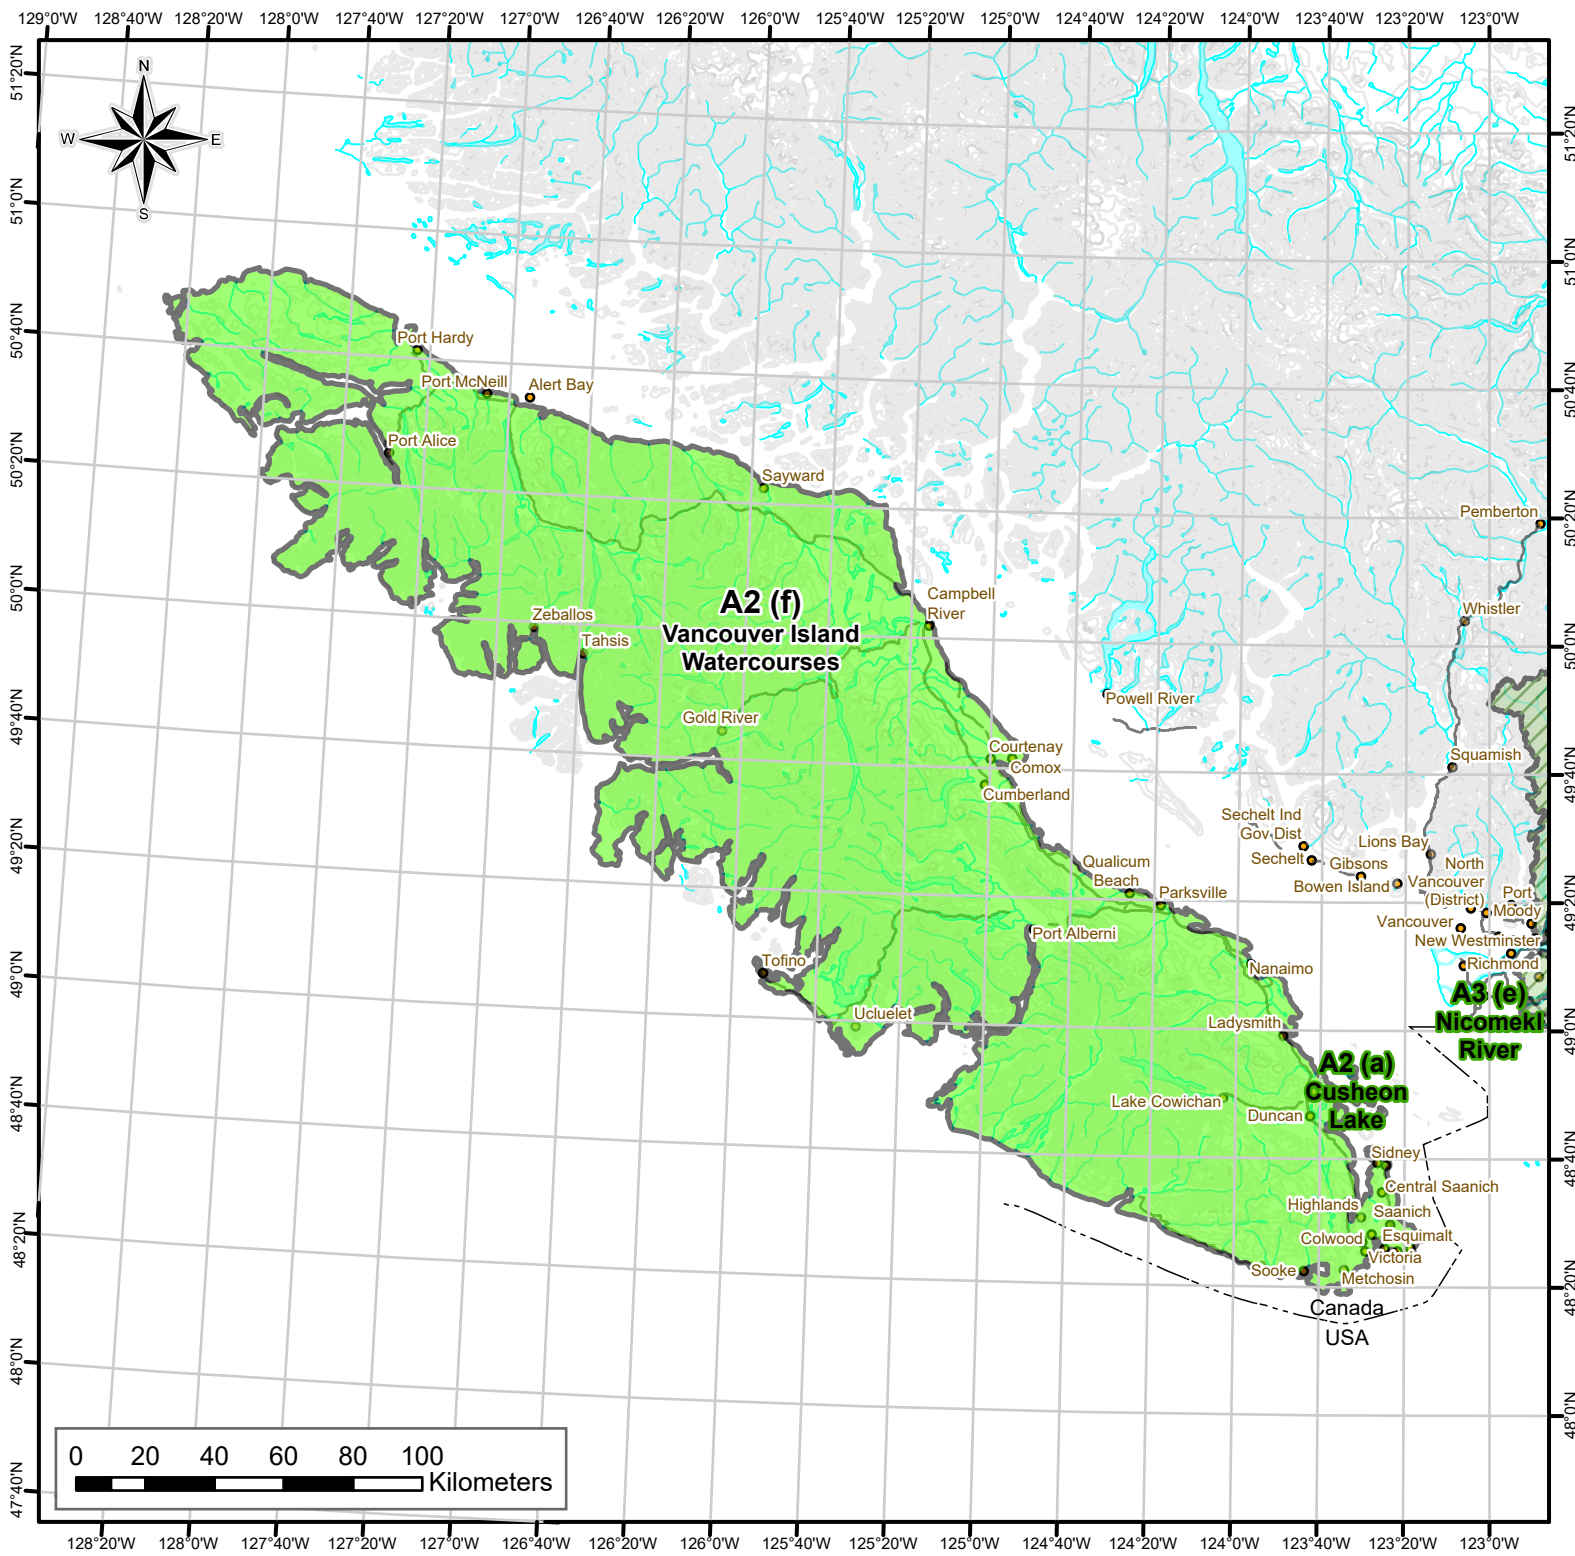 129°0'W 128°40'W 128°20'W 128°0'W 127°40'W 127°20'W 127°0'W 126°40'W 126°20'W 126°0'W 125°40'W 125°20'W 125°0'W 124°40'W 124°20'W 124°0'W 123°40'W 123°20'W 123°0'W
51°20'N
51°0'N
50°40'N
50°20'N
50°0'N
49°40'N
49°20'N
49°0'N
48°40'N
48°20'N
48°0'N
47°40'N
N
W E
S
Port Hardy
Port McNeill
Alert Bay
Port Alice
Sayward
Pemberton
Whistler
Campbell
River
A2 (f)
Vancouver Island
Watercourses
Zeballos
Tahsis
Gold River
Powell River
Courtenay
Comox
Cumberland
Squamish
Sechelt Ind
Gov Dist
Sechelt
Gibsons
Lions Bay
Bowen Island
North
Vancouver
(District)
Port
Moody
Vancouver
New Westminster
Richmond
Qualicum
Beach
Parksville
Port Alberni
Tofino
Nanaimo
Ucluelet
Ladysmith
A3 (e)
Nicomekl
River
A2 (a)
Cusheon
Lake
Lake Cowichan
Duncan
Sidney
Central Saanich
Highlands
Saanich
Colwood
Esquimalt
Victoria
Sooke
Metchosin
Canada
USA
51°20'N
51°0'N
50°40'N
50°20'N
50°0'N
49°40'N
49°20'N
49°0'N
48°40'N
48°20'N
48°0'N
0 20 40 60 80 100
Kilometers
128°20'W 128°0'W 127°40'W 127°20'W 127°0'W 126°40'W 126°20'W 126°0'W 125°40'W 125°20'W 125°0'W 124°40'W 124°20'W 124°0'W 123°40'W 123°20'W 123°0'W